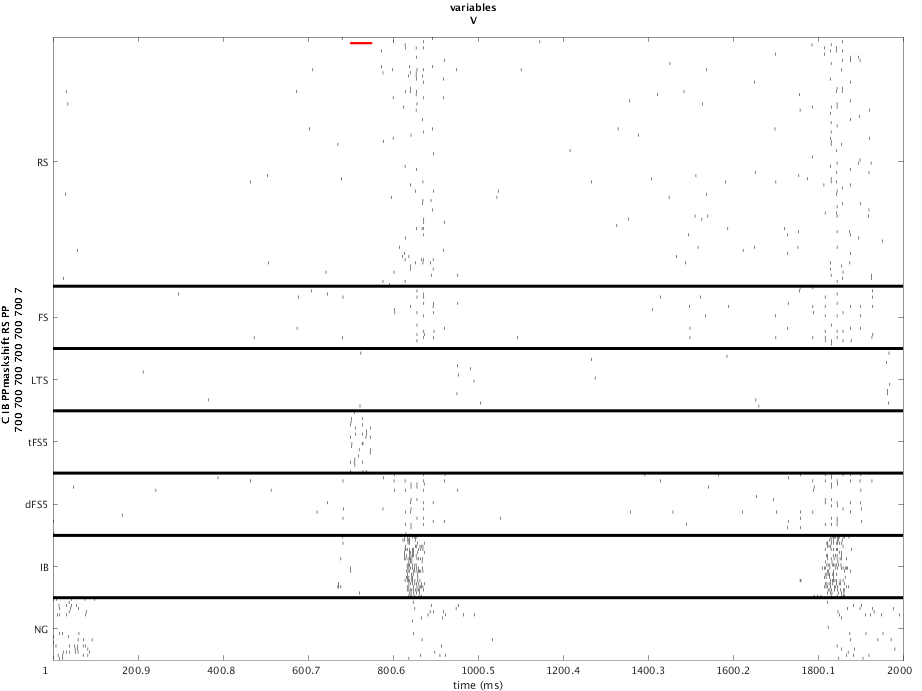 variables
V
C IB PPmaskshift RS PP
700 700 700 700 700 700 7
RS
FS
LTS
tFS5
dFS5
IB
NG
1 200.9 400.8 600.7 800.6 1000.5 1200.4 1400.3 1600.2 1800.1 2000
time (ms)